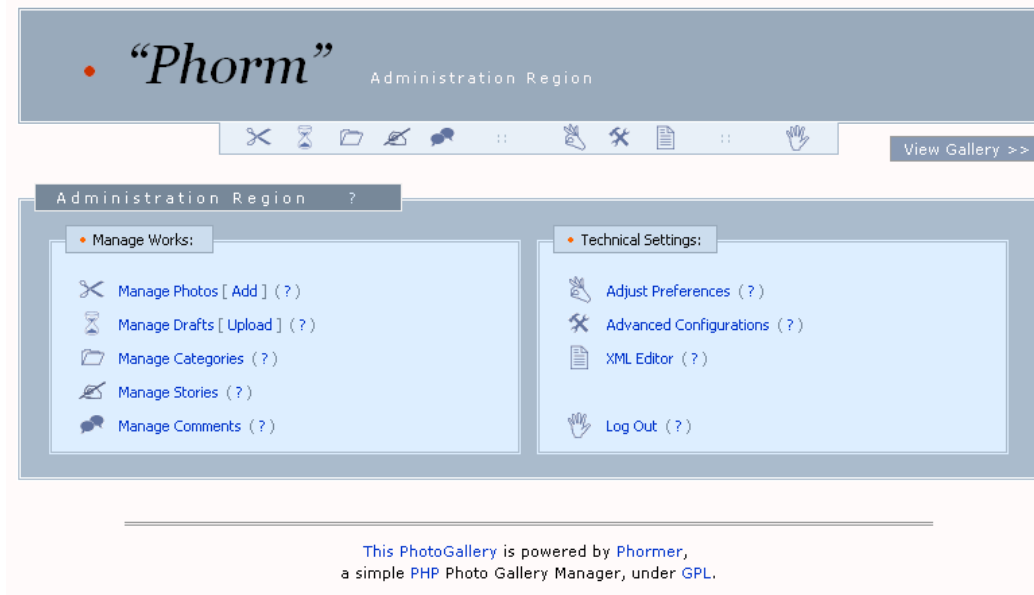 “Phorm” Administration Region
:: ::
View Gallery >>
Administration Region ?
• Manage Works:
Manage Photos [ Add ] ( ? )
Manage Drafts [ Upload ] ( ? )
Manage Categories ( ? )
Manage Stories ( ? )
Manage Comments ( ? )
• Technical Settings:
Adjust Preferences ( ? )
Advanced Configurations ( ? )
XML Editor ( ? )
Log Out ( ? )
This PhotoGallery is powered by Phormer,
a simple PHP Photo Gallery Manager, under GPL.